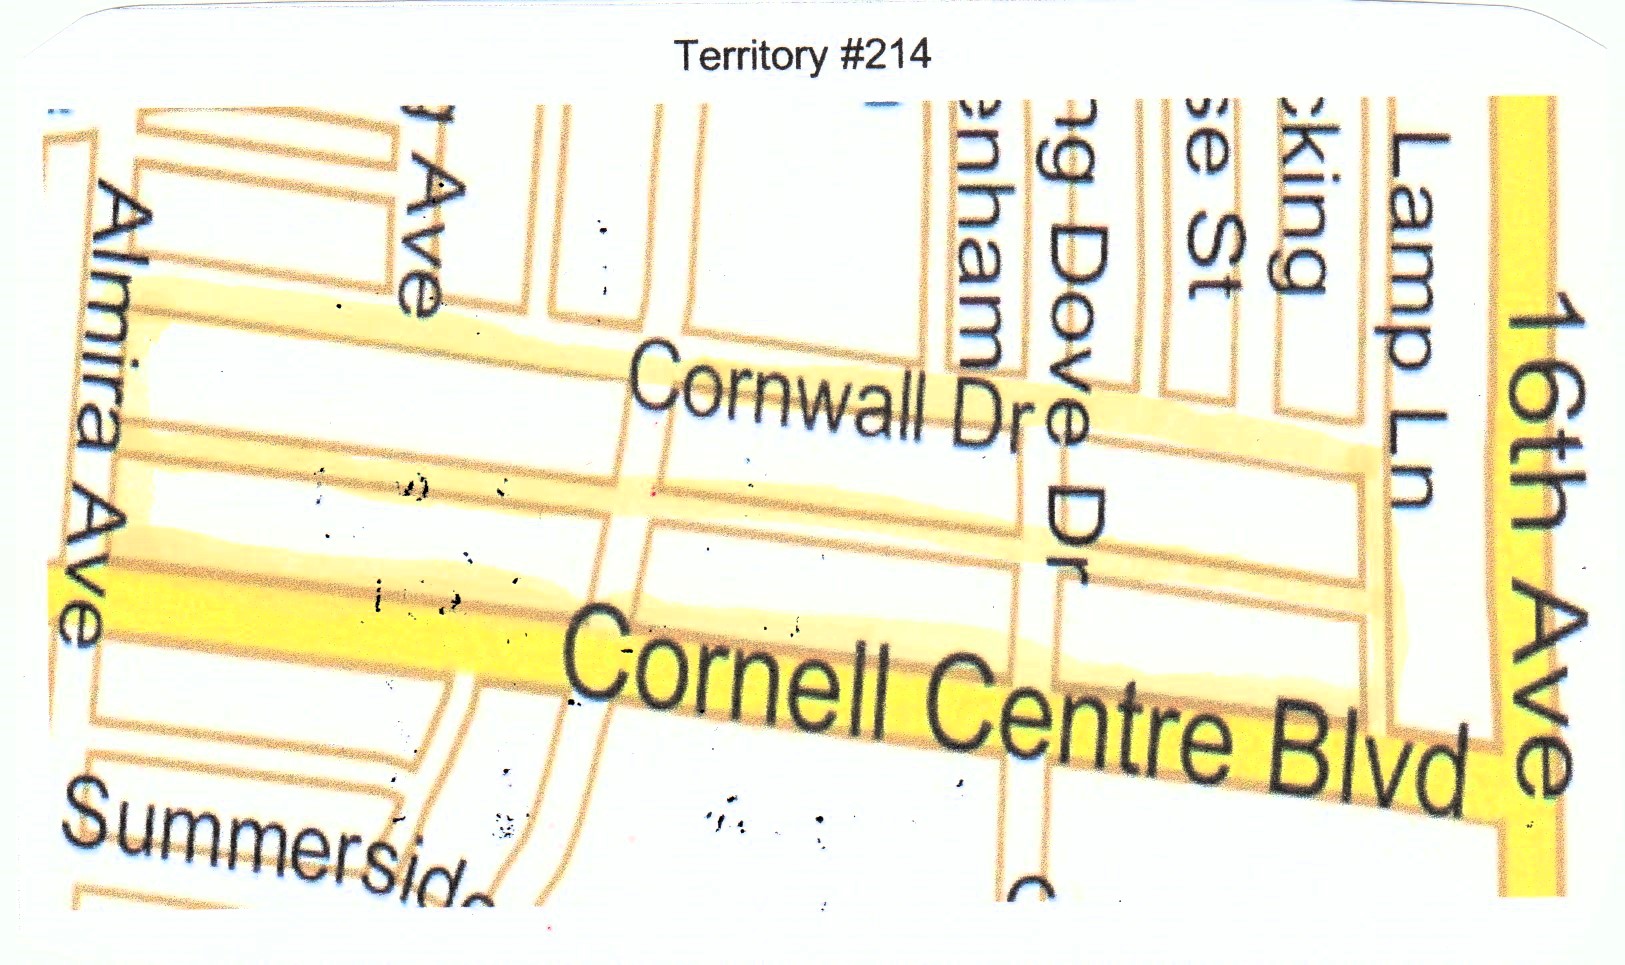 Territory #214
Almira Ave
Ave
enham
ng Dove Dr
se St
cking
Lamp Ln
16th Ave
Cornwall Dr
Cornell Centre Blvd
Summerside